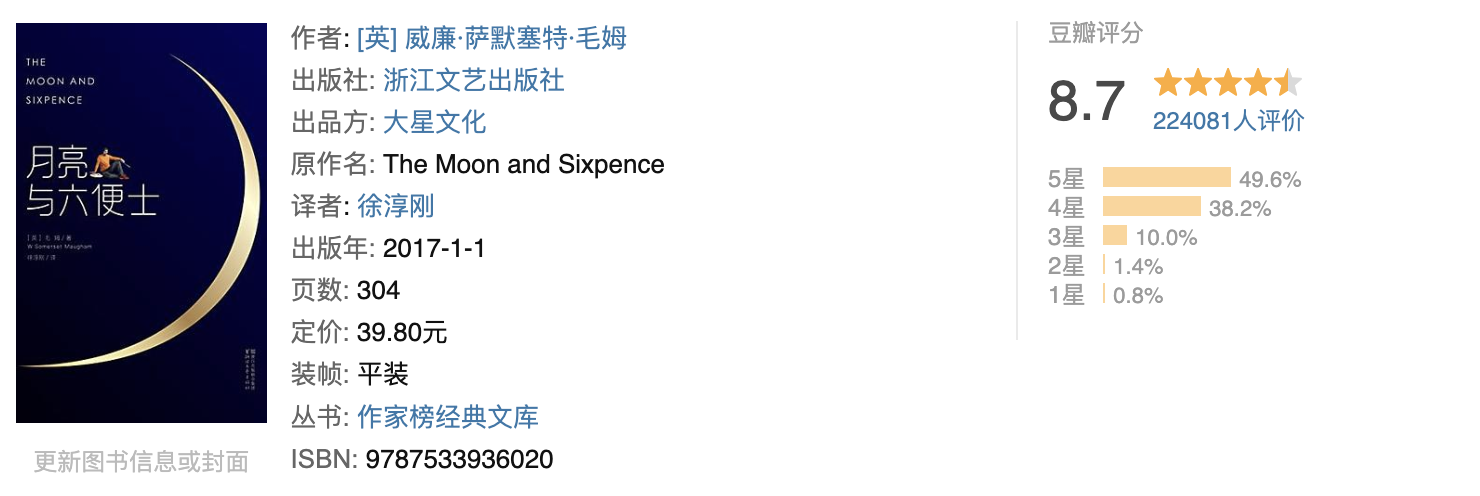 THE
MOON AND
SIXPENCE
月亮
与六便士
[英] 毛 姆/著
W Somerset Maugham
徐淳刚/译
更新图书信息或封面
作者: [英] 威廉·萨默塞特·毛姆
出版社: 浙江文艺出版社
出品方: 大星文化
原作名: The Moon and Sixpence
译者: 徐淳刚
出版年: 2017-1-1
页数: 304
定价: 39.80元
装帧: 平装
丛书: 作家榜经典文库
ISBN: 9787533936020
豆瓣评分
8.7
224081人评价
5星 49.6%
4星 38.2%
3星 10.0%
2星 1.4%
1星 0.8%